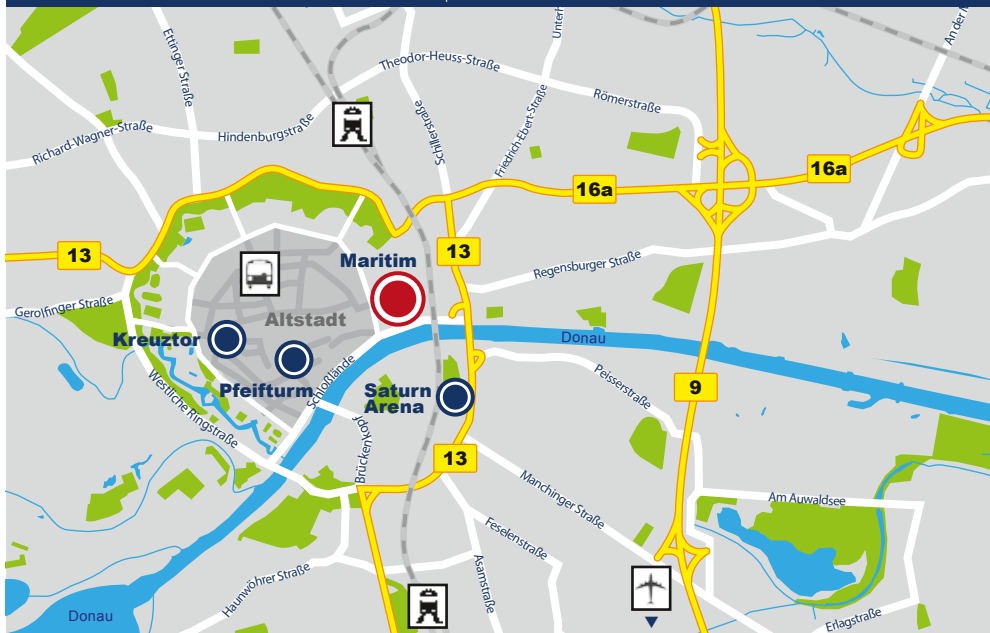 An der
Unterh
Ettinger Straße
Theodor-Heuss-Straße
Römerstraße
Schillerstraße
Friedrich-Ebert-Straße
Richard-Wagner-Straße
Hindenburgstraße
16a
16a
13
13
Maritim
Regensburger Straße
Gerolfinger Straße
Altstadt
Kreuztor
Donau
Pfeifturm
Schloßlände
Saturn
Arena
Peisserstraße
9
Westliche Ringstraße
Brückenkopf
13
Manchinger Straße
Am Auwaldsee
Feselenstraße
Asamstraße
Haunwöhrer Straße
Donau
Erlagstraße